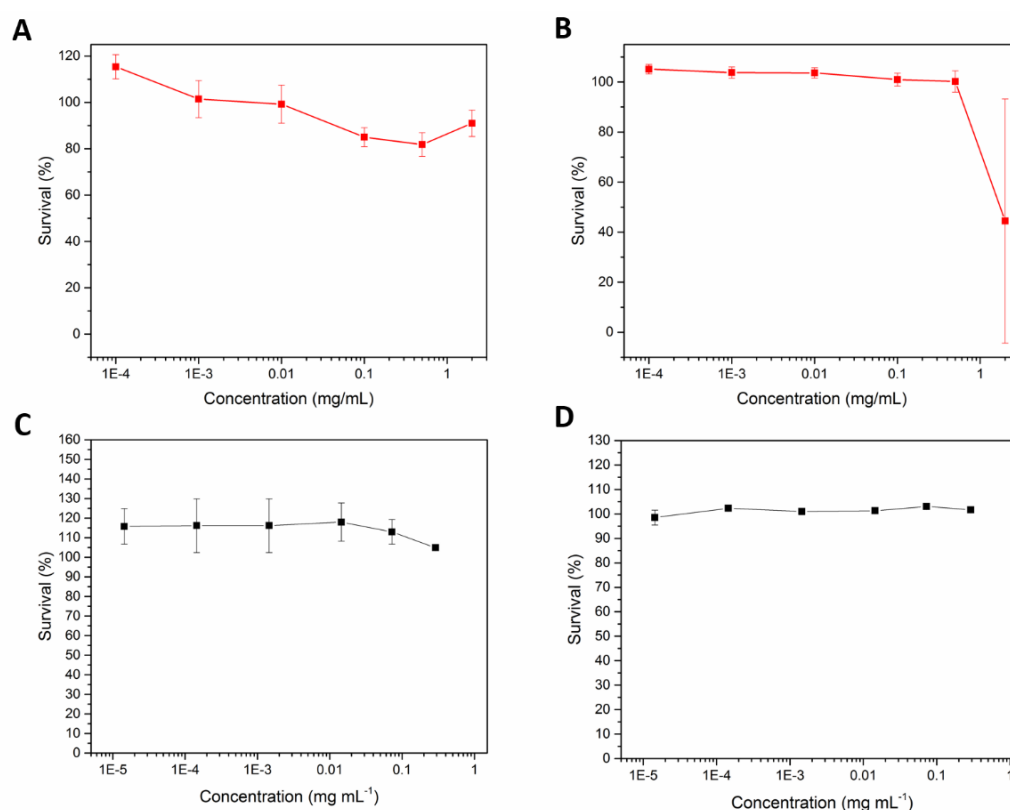 A
120
100
80
60
40
20
0
Survival (%)
1E-4 1E-3 0.01 0.1 1
Concentration (mg/mL)
B
100
80
60
40
20
0
Survival (%)
1E-4 1E-3 0.01 0.1 1
Concentration (mg/mL)
C
160
150
140
130
120
110
100
90
80
70
60
50
40
30
20
10
0
Survival (%)
1E-5 1E-4 1E-3 0.01 0.1 1
Concentration (mg mL⁻¹)
D
130
120
110
100
90
80
70
60
50
40
30
20
10
0
Survival (%)
1E-5 1E-4 1E-3 0.01 0.1 1
Concentration (mg mL⁻¹)